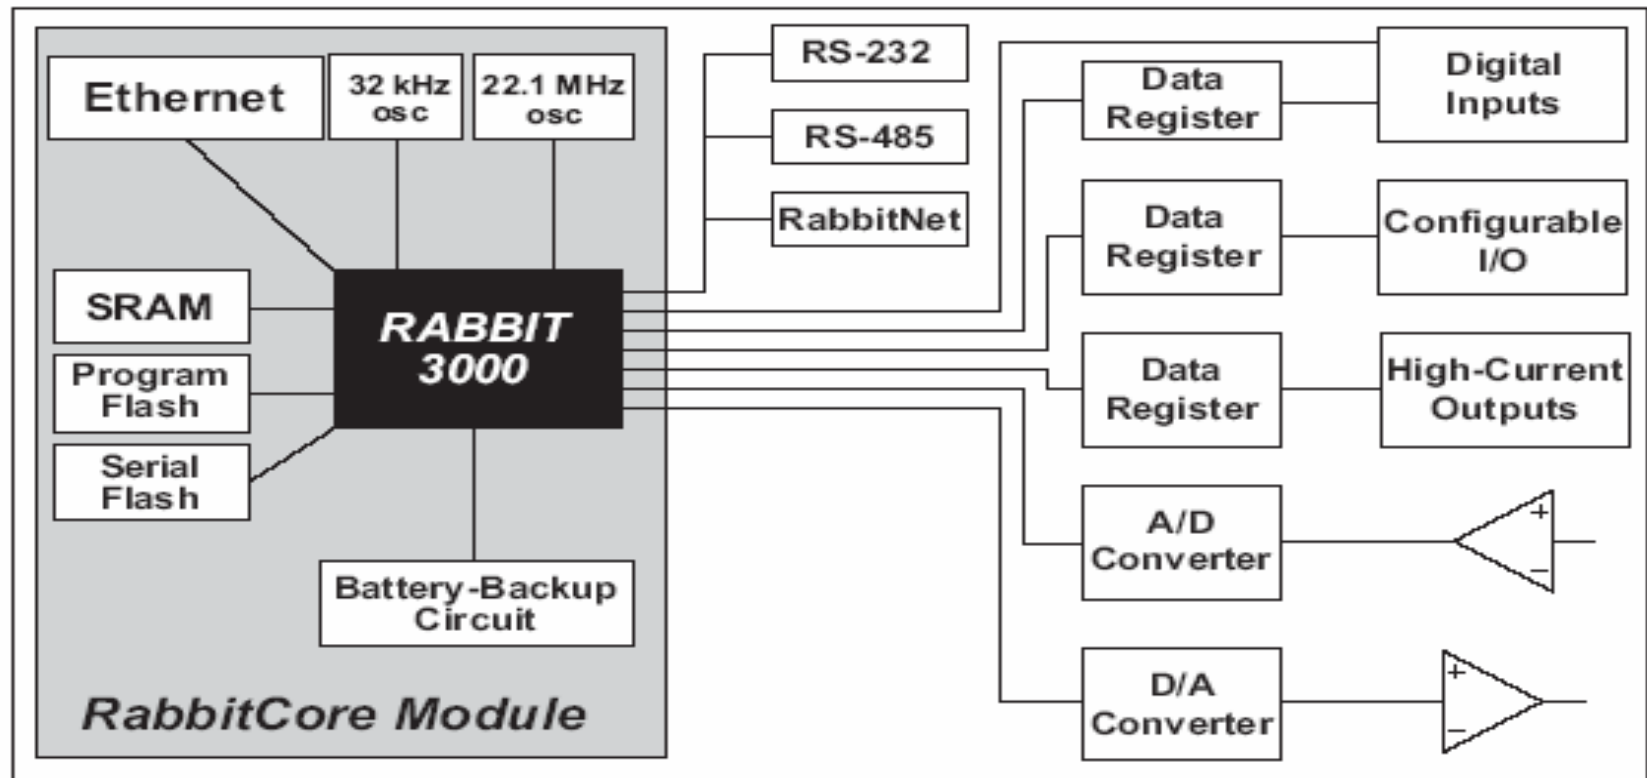 Ethernet
32 kHz
osc
22.1 MHz
osc
SRAM
Program
Flash
Serial
Flash
RABBIT
3000
Battery-Backup
Circuit
RabbitCore Module
RS-232
RS-485
RabbitNet
Data
Register
Digital
Inputs
Data
Register
Configurable
I/O
Data
Register
High-Current
Outputs
A/D
Converter
+
−
D/A
Converter
+
−